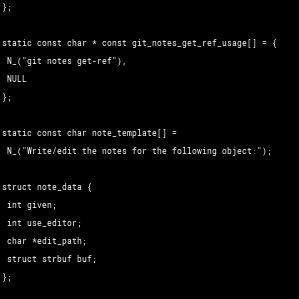 };
static const char * const git_notes_get_ref_usage[] = {
N_("git notes get-ref"),
NULL
};
static const char note_template[] =
N_("Write/edit the notes for the following object:");
struct note_data {
int given;
int use_editor;
char *edit_path;
struct strbuf buf;
};